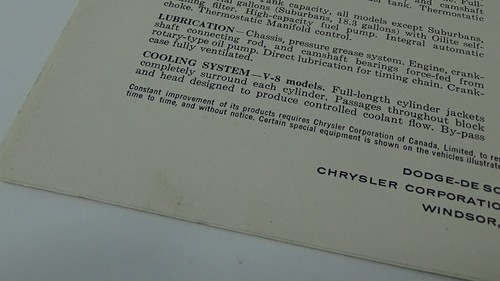 tank capacity, all models except Suburbans,
gallons (Suburbans, 18.3 gallons) with Oilite self-
filter. High-capacity fuel pump. Integral automatic
choke. Thermostatic Manifold control.
LUBRICATION—Chassis, pressure grease system. Engine, crank-
shaft, connecting rod, and camshaft bearings force-fed from
rotary-type oil pump. Direct lubrication for timing chain. Crank-
case fully ventilated.
COOLING SYSTEM—V-8 models. Full-length cylinder jackets
completely surround each cylinder. Passages throughout block
and head designed to produce controlled coolant flow. By-pass
Constant improvement of its products requires Chrysler Corporation of Canada, Limited, to res
time to time, and without notice. Certain special equipment is shown on the vehicles illustrate
DODGE-DE SO
CHRYSLER CORPORATIO
WINDSOR,